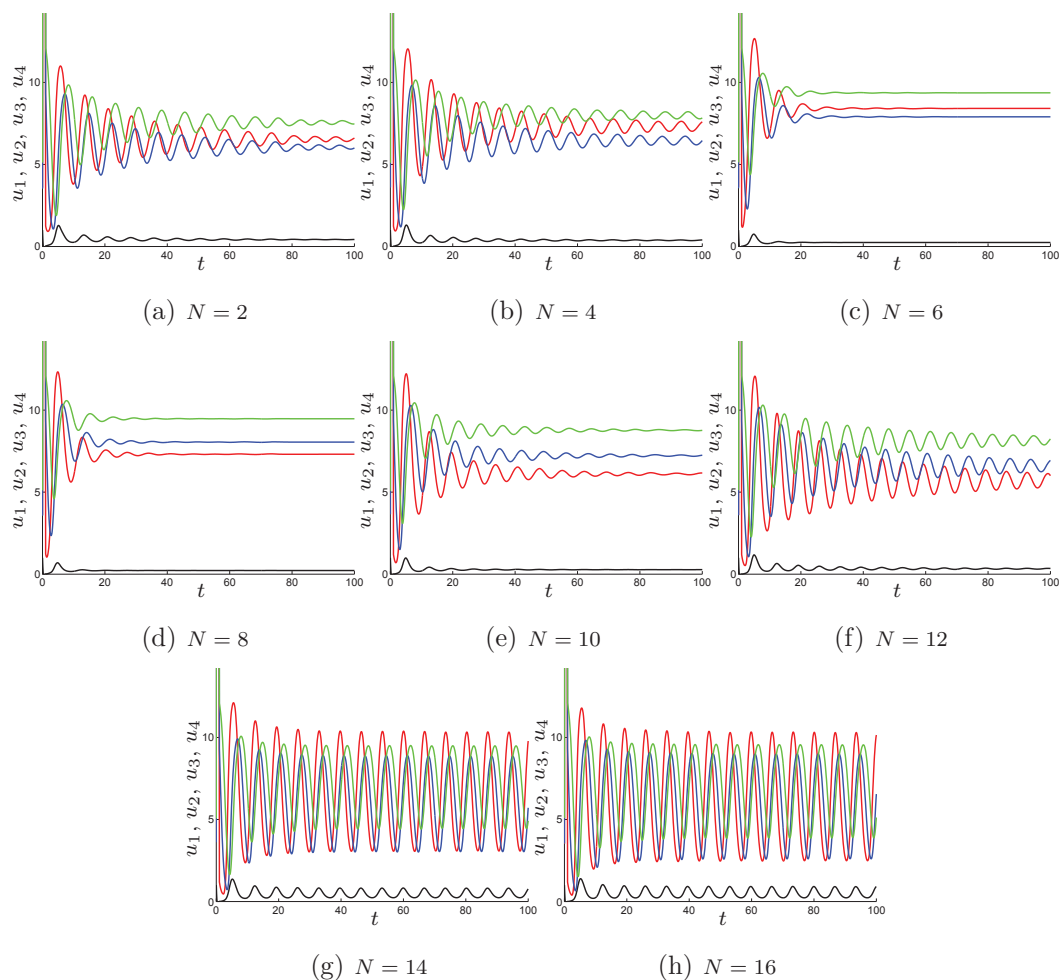 u₁, u₂, u₃, u₄
10
5
0
0 20 40 60 80 100
t
(a) N = 2
u₁, u₂, u₃, u₄
10
5
0
0 20 40 60 80 100
t
(b) N = 4
u₁, u₂, u₃, u₄
10
5
0
0 20 40 60 80 100
t
(c) N = 6
u₁, u₂, u₃, u₄
10
5
0
0 20 40 60 80 100
t
(d) N = 8
u₁, u₂, u₃, u₄
10
5
0
0 20 40 60 80 100
t
(e) N = 10
u₁, u₂, u₃, u₄
10
5
0
0 20 40 60 80 100
t
(f) N = 12
u₁, u₂, u₃, u₄
10
5
0
0 20 40 60 80 100
t
(g) N = 14
u₁, u₂, u₃, u₄
10
5
0
0 20 40 60 80 100
t
(h) N = 16